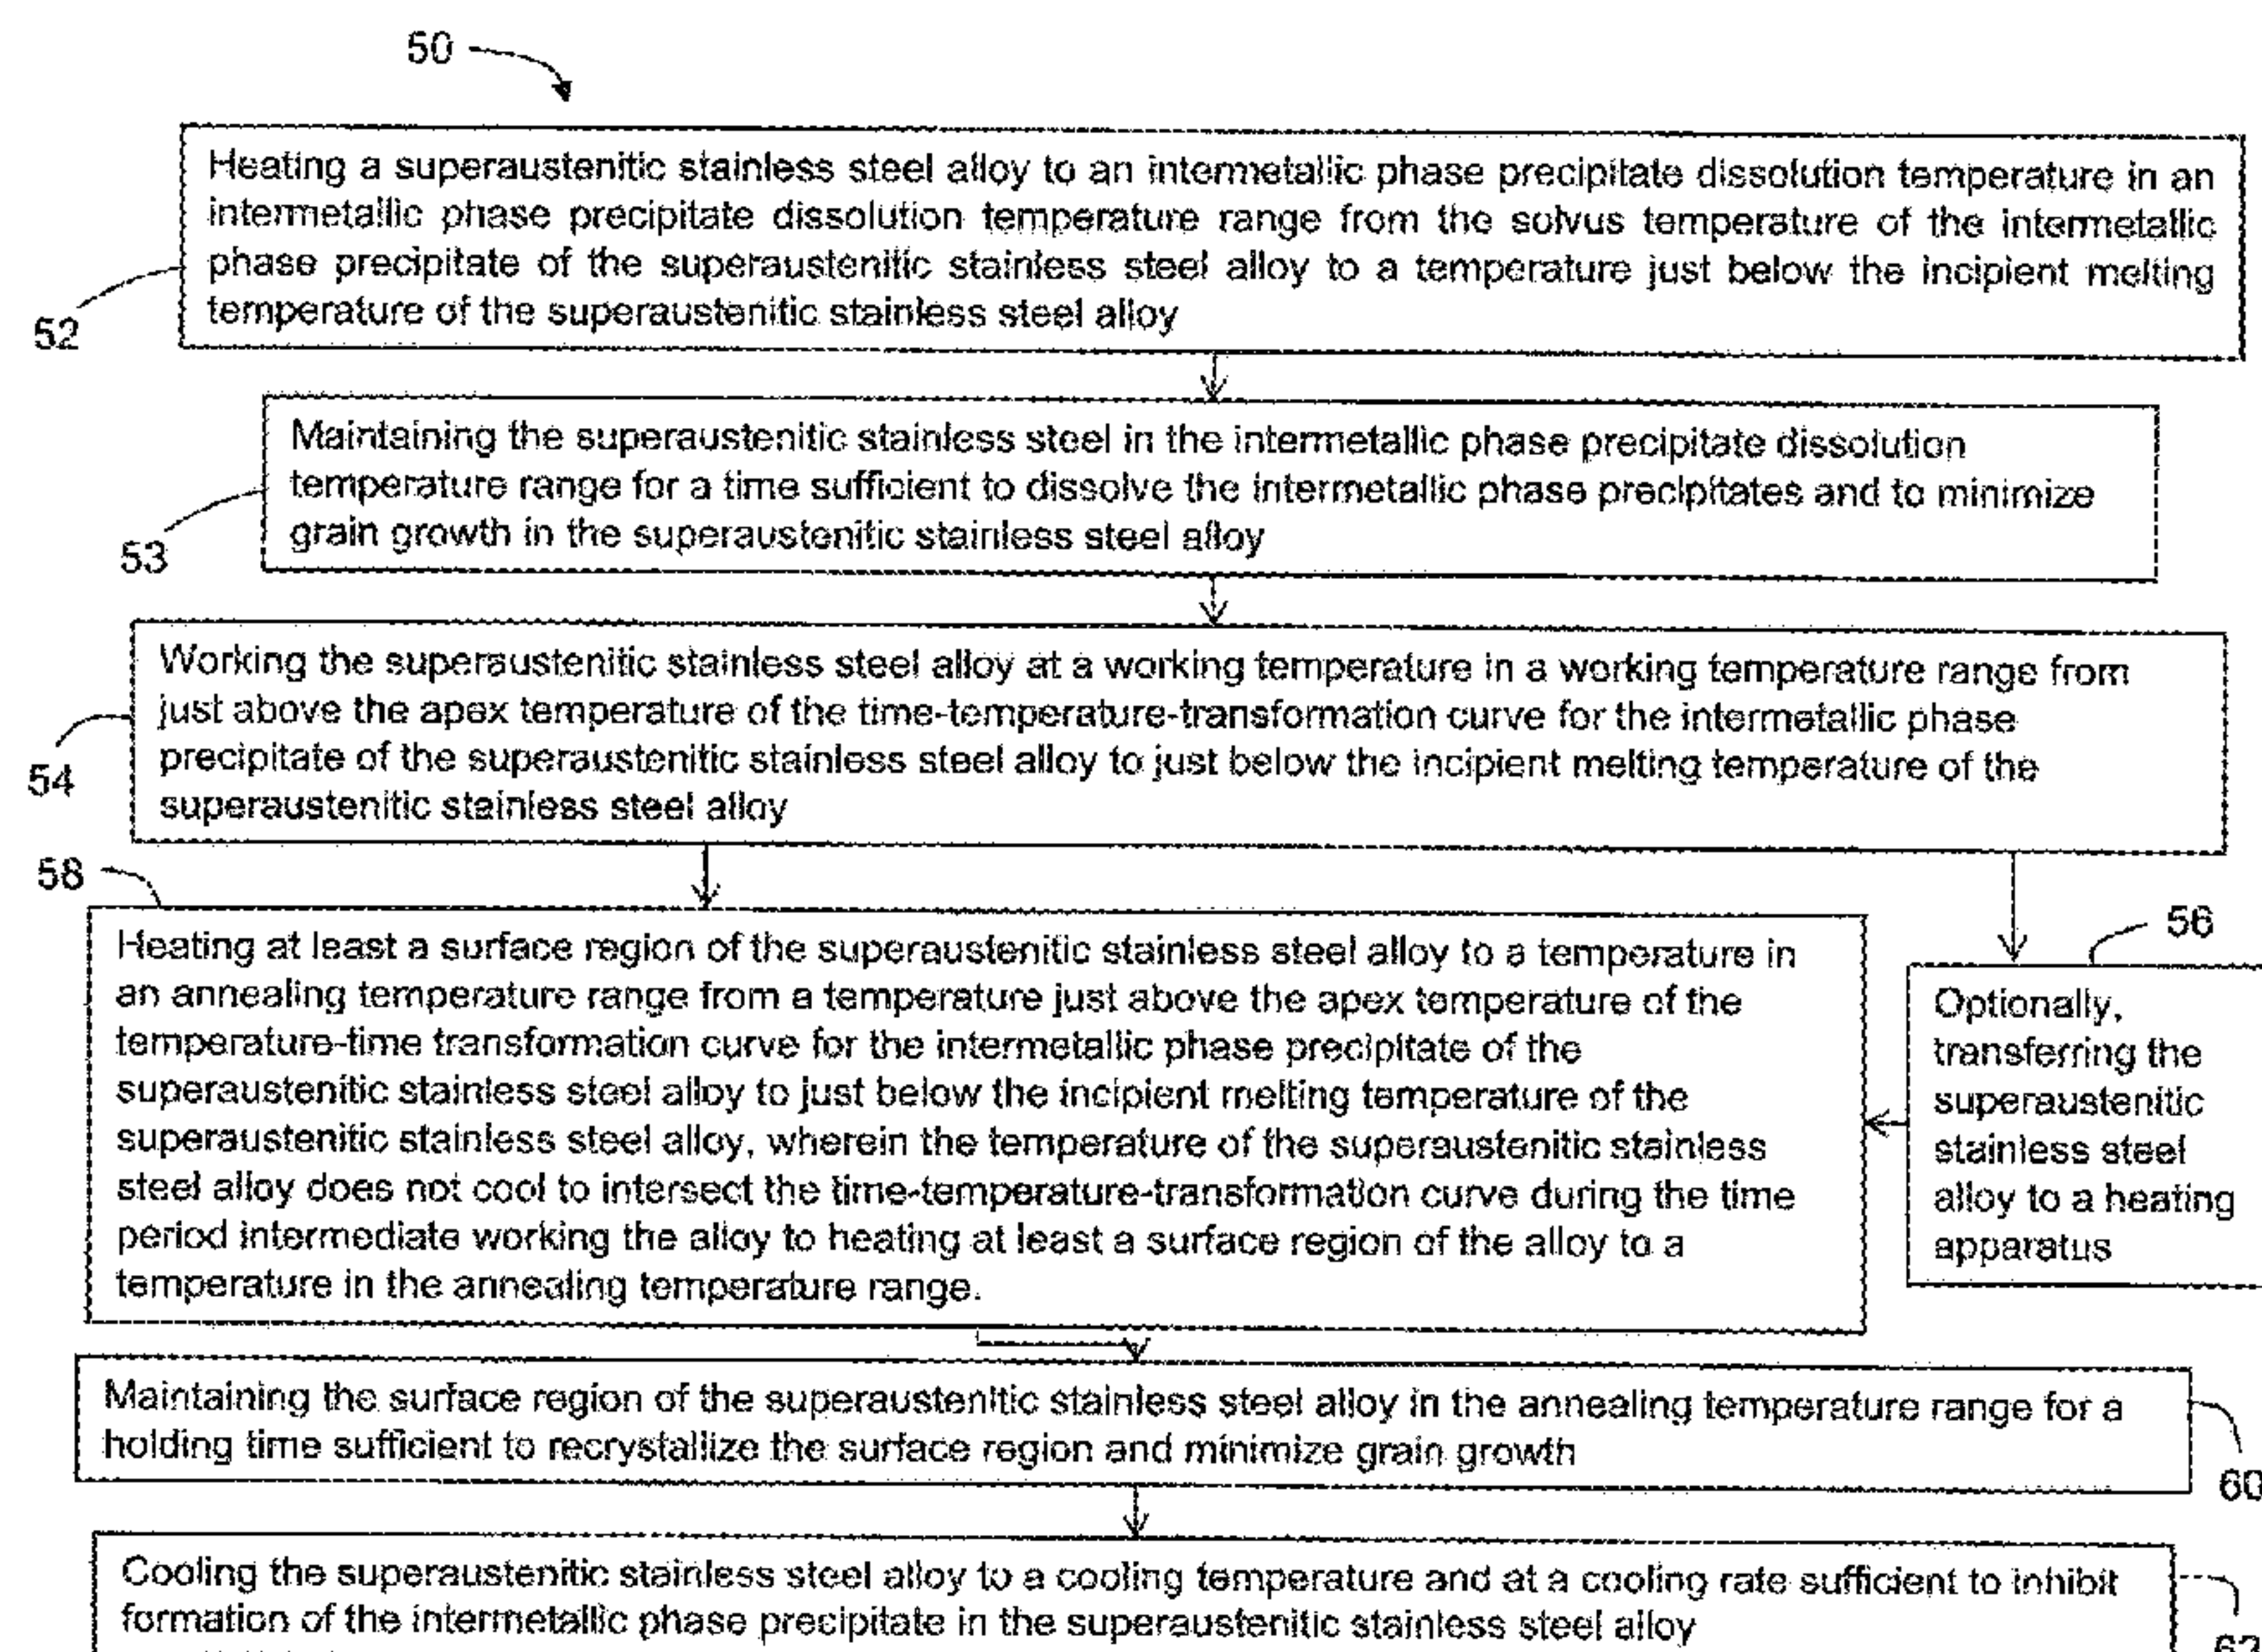 50
Heating a superaustenitic stainless steel alloy to an intermetallic phase precipitate dissolution temperature in an
intermetallic phase precipitate dissolution temperature range from the solvus temperature of the intermetallic
phase precipitate of the superaustenitic stainless steel alloy to a temperature just below the incipient melting
temperature of the superaustenitic stainless steel alloy
52
Maintaining the superaustenitic stainless steel in the intermetallic phase precipitate dissolution
temperature range for a time sufficient to dissolve the intermetallic phase precipitates and to minimize
grain growth in the superaustenitic stainless steel alloy
53
Working the superaustenitic stainless steel alloy at a working temperature in a working temperature range from
just above the apex temperature of the time-temperature-transformation curve for the intermetallic phase
precipitate of the superaustenitic stainless steel alloy to just below the incipient melting temperature of the
superaustenitic stainless steel alloy
54
58
Heating at least a surface region of the superaustenitic stainless steel alloy to a temperature in
an annealing temperature range from a temperature just above the apex temperature of the
temperature-time transformation curve for the intermetallic phase precipitate of the
superaustenitic stainless steel alloy to just below the incipient melting temperature of the
superaustenitic stainless steel alloy, wherein the temperature of the superaustenitic stainless
steel alloy does not cool to intersect the time-temperature-transformation curve during the time
period intermediate working the alloy to heating at least a surface region of the alloy to a
temperature in the annealing temperature range.
56
Optionally,
transferring the
superaustenitic
stainless steel
alloy to a heating
apparatus
Maintaining the surface region of the superaustenitic stainless steel alloy in the annealing temperature range for a
holding time sufficient to recrystallize the surface region and minimize grain growth
60
Cooling the superaustenitic stainless steel alloy to a cooling temperature and at a cooling rate sufficient to inhibit
formation of the intermetallic phase precipitate in the superaustenitic stainless steel alloy